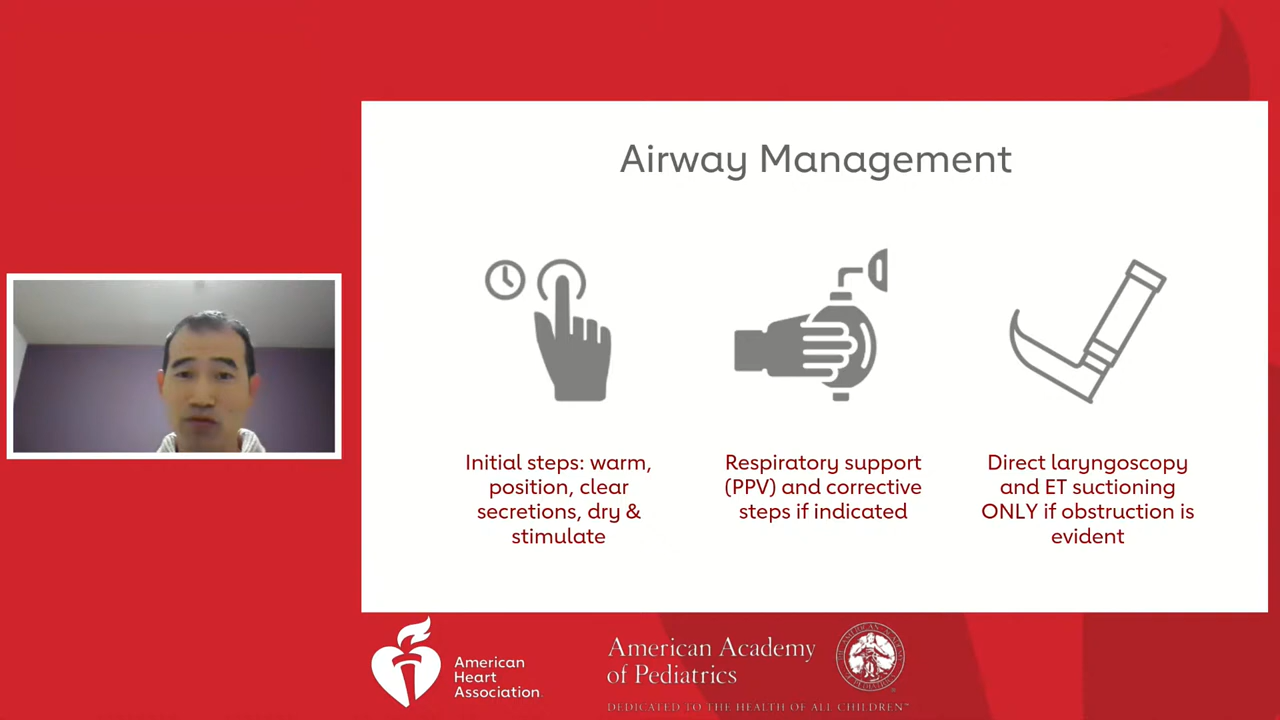 Airway Management
Initial steps: warm,
position, clear
secretions, dry &
stimulate
Respiratory support
(PPV) and corrective
steps if indicated
Direct laryngoscopy
and ET suctioning
ONLY if obstruction is
evident
American
Heart
Association
American Academy
of Pediatrics
DEDICATED TO THE HEALTH OF ALL CHILDREN™